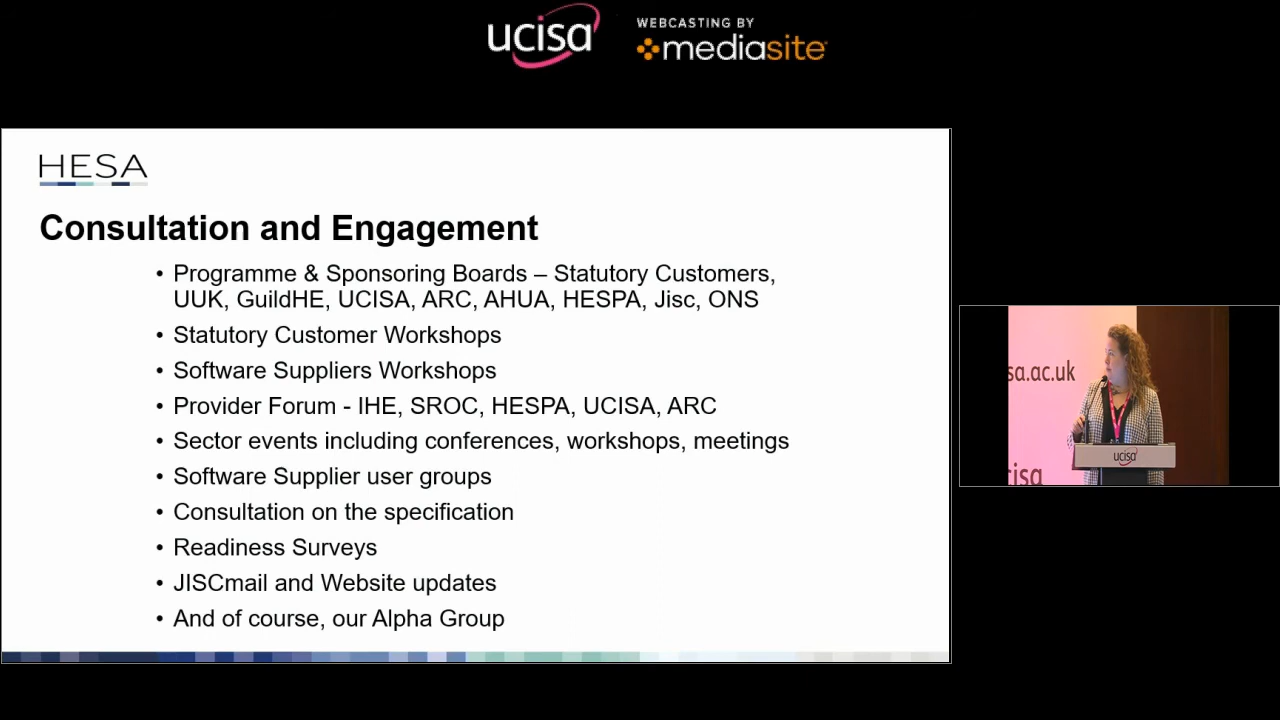 ucisa
WEBCASTING BY
mediasite
HESA
Consultation and Engagement
• Programme & Sponsoring Boards – Statutory Customers,
UUK, GuildHE, UCISA, ARC, AHUA, HESPA, Jisc, ONS
• Statutory Customer Workshops
• Software Suppliers Workshops
• Provider Forum - IHE, SROC, HESPA, UCISA, ARC
• Sector events including conferences, workshops, meetings
• Software Supplier user groups
• Consultation on the specification
• Readiness Surveys
• JISCmail and Website updates
• And of course, our Alpha Group
sa.ac.uk
ucisa
cisa